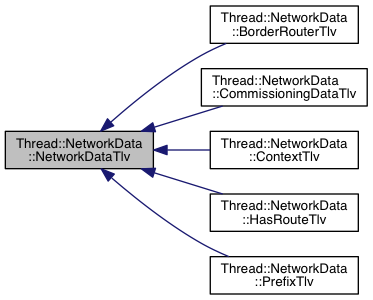 Thread::NetworkData
::BorderRouterTlv
Thread::NetworkData
::CommissioningDataTlv
Thread::NetworkData
::NetworkDataTlv
Thread::NetworkData
::ContextTlv
Thread::NetworkData
::HasRouteTlv
Thread::NetworkData
::PrefixTlv